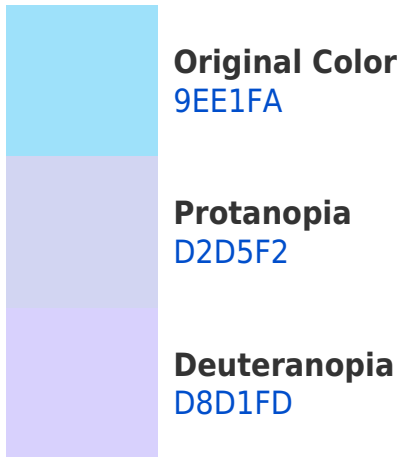 Original Color
9EE1FA
Protanopia
D2D5F2
Deuteranopia
D8D1FD